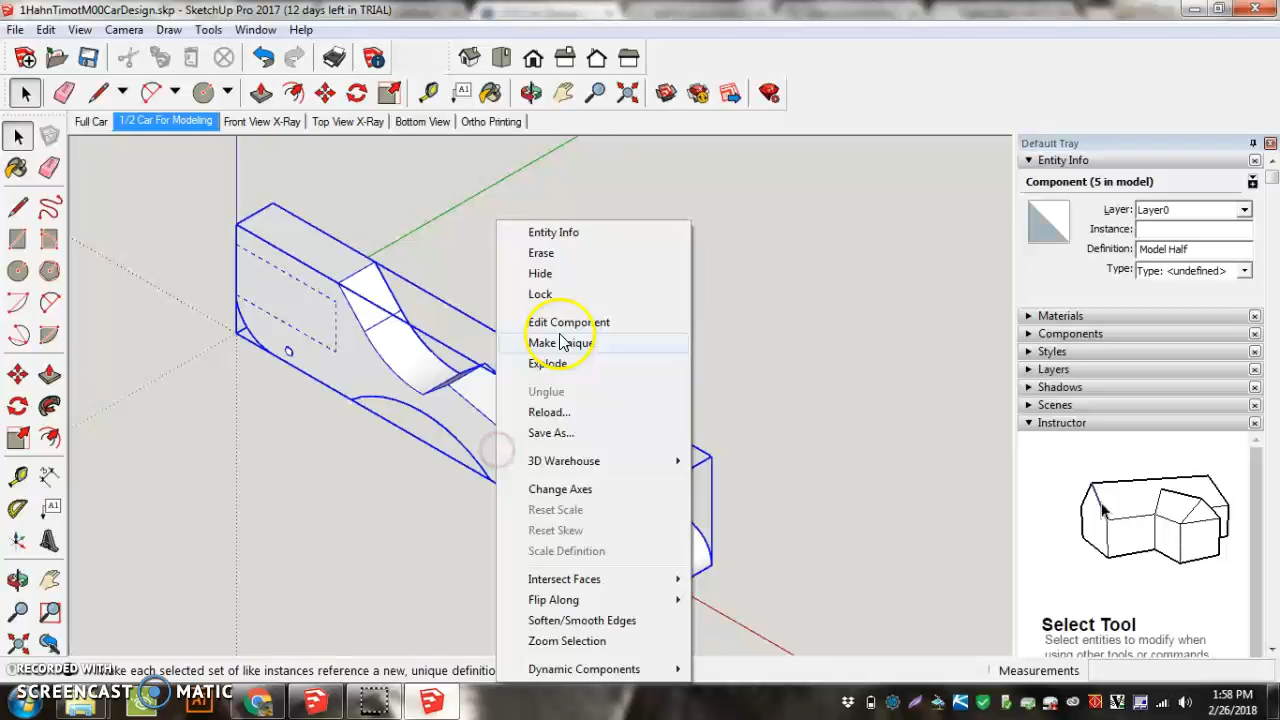 1HahnTimotM00CarDesign.skp - SketchUp Pro 2017 (12 days left in TRIAL)
File Edit View Camera Draw Tools Window Help
Full Car 1/2 Car For Modeling Front View X-Ray Top View X-Ray Bottom View Ortho Printing
Default Tray
Entity Info
Component (5 in model)
Layer: Layer0
Instance:
Definition: Model Half
Type: Type: <undefined>
Materials
Components
Styles
Layers
Shadows
Scenes
Instructor
Select Tool
Select entities to modify when
using other tools or commands
Entity Info
Erase
Hide
Lock
Edit Component
Make Unique
Explode
Unglue
Reload...
Save As...
3D Warehouse
Change Axes
Reset Scale
Reset Skew
Scale Definition
Intersect Faces
Flip Along
Soften/Smooth Edges
Zoom Selection
Dynamic Components
make each selected set of like instances reference a new, unique definitio
Measurements
RECORDED WITH
SCREENCAST MATIC
1:58 PM
2/26/2018